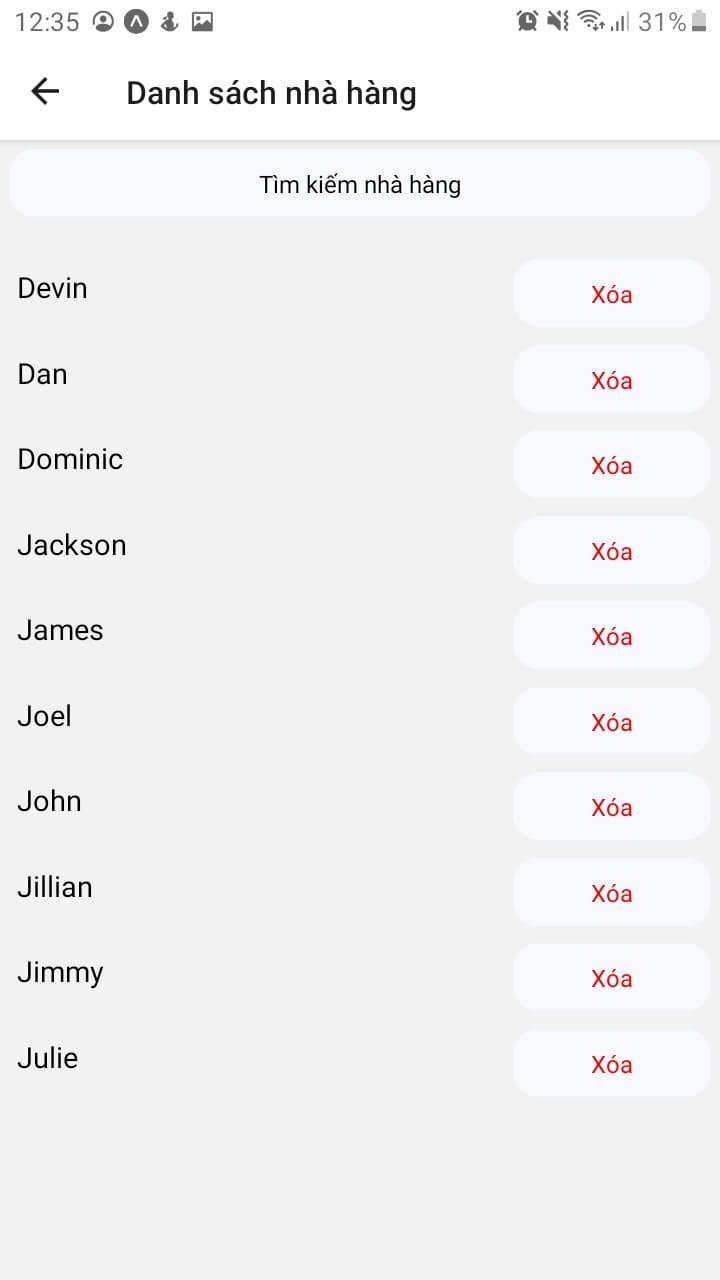 12:35 31%
Danh sách nhà hàng
Tìm kiếm nhà hàng
Devin Xóa
Dan Xóa
Dominic Xóa
Jackson Xóa
James Xóa
Joel Xóa
John Xóa
Jillian Xóa
Jimmy Xóa
Julie Xóa